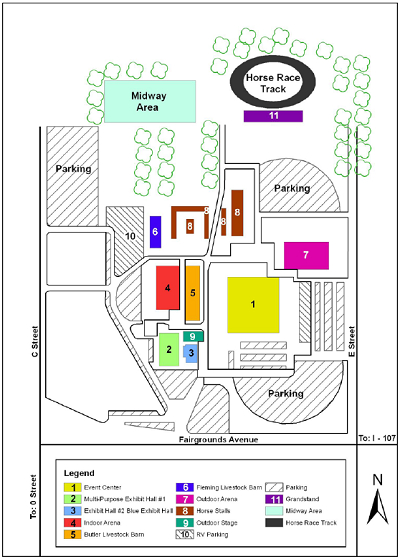 Horse Race
Track
Midway
Area
11
Parking
Parking
8
8
8
8
10
6
7
4
5
1
9
2
3
Parking
C Street
E Street
Fairgrounds Avenue
To: I - 107
To: O Street
Legend
1 Event Center
2 Multi-Purpose Exhibit Hall #1
3 Exhibit Hall #2 Blue Exhibit Hall
4 Indoor Arena
5 Butler Livestock Barn
6 Fleming Livestock Barn
7 Outdoor Arena
8 Horse Stalls
9 Outdoor Stage
10 RV Parking
Parking
11 Grandstand
Midway Area
Horse Race Track
N